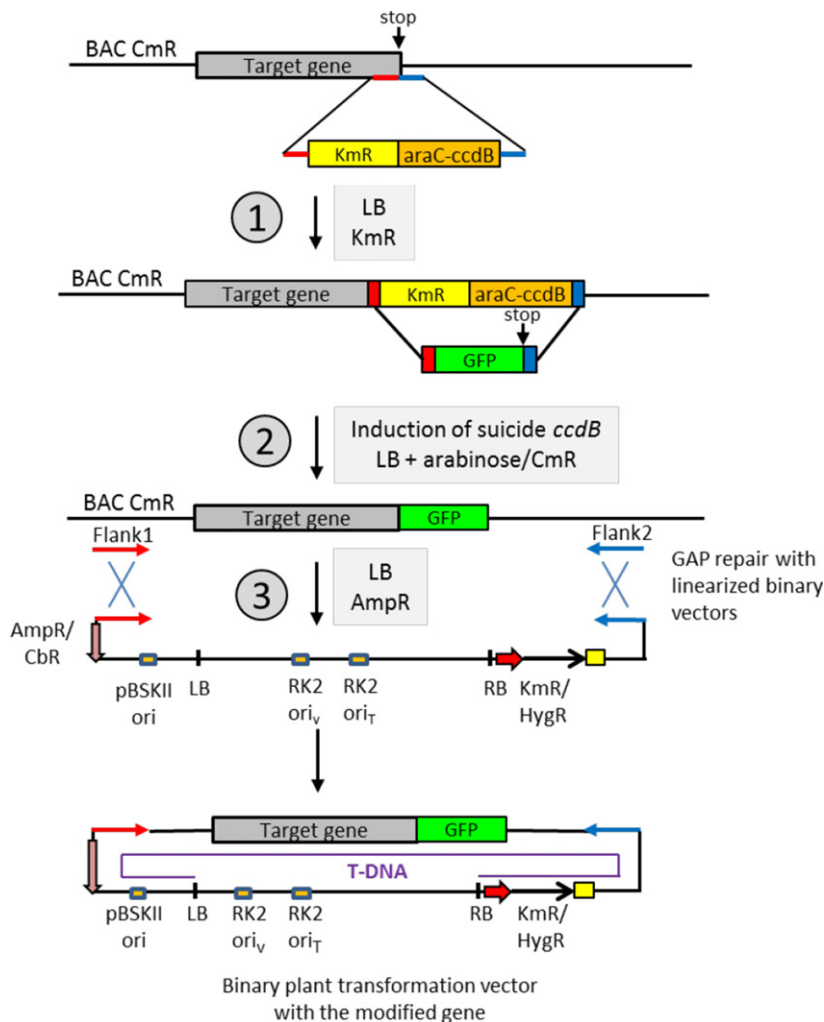 stop
BAC CmR
Target gene
KmR
araC-ccdB
1
LB
KmR
BAC CmR
Target gene
KmR
araC-ccdB
stop
GFP
2
Induction of suicide ccdB
LB + arabinose/CmR
BAC CmR
Target gene
GFP
Flank1
Flank2
3
LB
AmpR
GAP repair with
linearized binary
vectors
AmpR/
CbR
pBSKII
ori
LB
RK2
oriv
RK2
oriT
RB
KmR/
HygR
Target gene
GFP
T-DNA
pBSKII
ori
LB
RK2
oriv
RK2
oriT
RB
KmR/
HygR
Binary plant transformation vector
with the modified gene